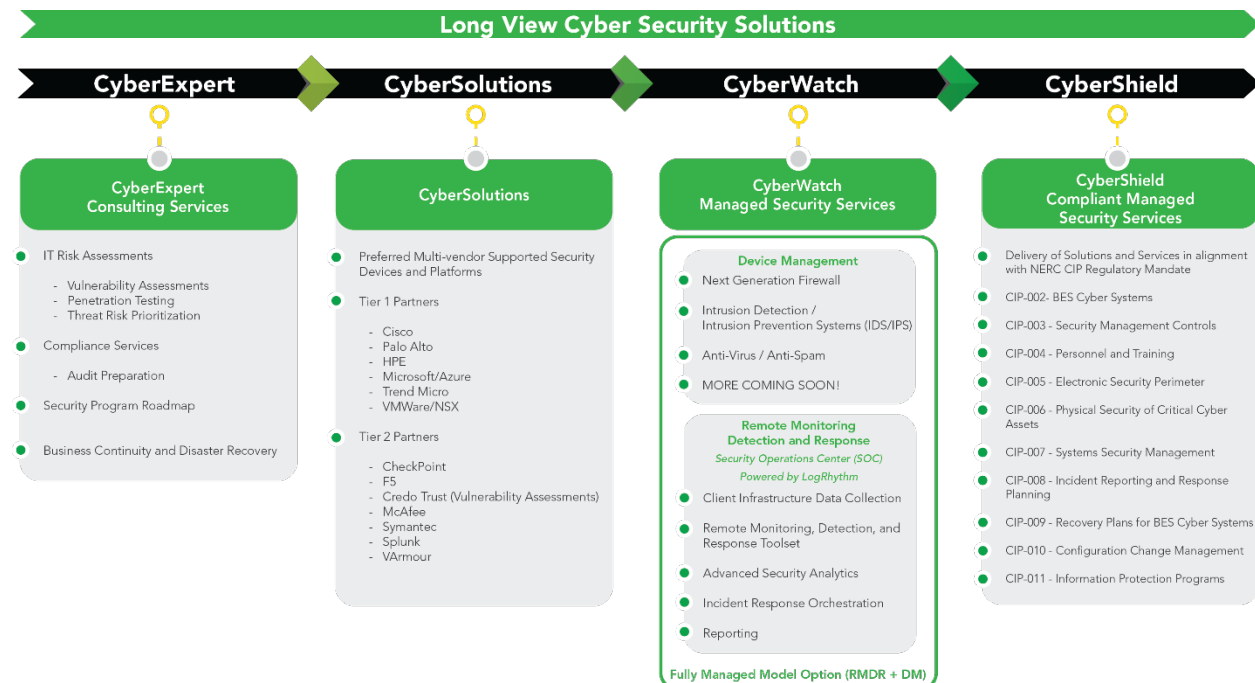 Long View Cyber Security Solutions
CyberExpert
CyberSolutions
CyberWatch
CyberShield
CyberExpert
Consulting Services
IT Risk Assessments
- Vulnerability Assessments
- Penetration Testing
- Threat Risk Prioritization
Compliance Services
- Audit Preparation
Security Program Roadmap
Business Continuity and Disaster Recovery
CyberSolutions
Preferred Multi-vendor Supported Security
Devices and Platforms
Tier 1 Partners
- Cisco
- Palo Alto
- HPE
- Microsoft/Azure
- Trend Micro
- VMWare/NSX
Tier 2 Partners
- CheckPoint
- F5
- Credo Trust (Vulnerability Assessments)
- McAfee
- Symantec
- Splunk
- VArmour
CyberWatch
Managed Security Services
Device Management
Next Generation Firewall
Intrusion Detection /
Intrusion Prevention Systems (IDS/IPS)
Anti-Virus / Anti-Spam
MORE COMING SOON!
Remote Monitoring
Detection and Response
Security Operations Center (SOC)
Powered by LogRhythm
Client Infrastructure Data Collection
Remote Monitoring, Detection, and
Response Toolset
Advanced Security Analytics
Incident Response Orchestration
Reporting
Fully Managed Model Option (RMDR + DM)
CyberShield
Compliant Managed
Security Services
Delivery of Solutions and Services in alignment
with NERC CIP Regulatory Mandate
CIP-002- BES Cyber Systems
CIP-003 - Security Management Controls
CIP-004 - Personnel and Training
CIP-005 - Electronic Security Perimeter
CIP-006 - Physical Security of Critical Cyber
Assets
CIP-007 - Systems Security Management
CIP-008 - Incident Reporting and Response
Planning
CIP-009 - Recovery Plans for BES Cyber Systems
CIP-010 - Configuration Change Management
CIP-011 - Information Protection Programs